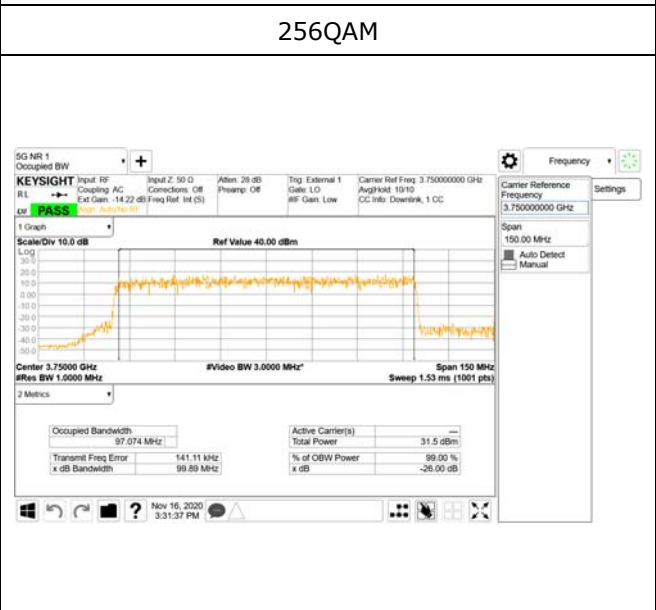 256QAM
5G NR 1
Occupied BW
Frequency
KEYSIGHT
Input: RF
Input Z: 50 Ω
Atten: 28 dB
Trig: External 1
Carrier Ref Freq: 3.750000000 GHz
RL
Coupling: AC
Corrections: Off
Preamp: Off
Gate: LO
Avg|Hold: 10/10
Ext Gain: -14.22 dB
Freq Ref: Int (S)
#IF Gain: Low
CC Info: Downlink, 1 CC
PASS
Align: Auto/No RF
Carrier Reference
Frequency
3.750000000 GHz
Settings
Span
150.00 MHz
Auto Detect
Manual
1 Graph
Scale/Div 10.0 dB
Ref Value 40.00 dBm
Log
30.0
20.0
10.0
0.00
-10.0
-20.0
-30.0
-40.0
-50.0
Center 3.75000 GHz
#Video BW 3.0000 MHz*
Span 150 MHz
#Res BW 1.0000 MHz
Sweep 1.53 ms (1001 pts)
2 Metrics
Occupied Bandwidth
97.074 MHz
Active Carrier(s)
---
Total Power
31.5 dBm
Transmit Freq Error
141.11 kHz
% of OBW Power
99.00 %
x dB Bandwidth
99.89 MHz
x dB
-26.00 dB
?
Nov 16, 2020
3:31:37 PM